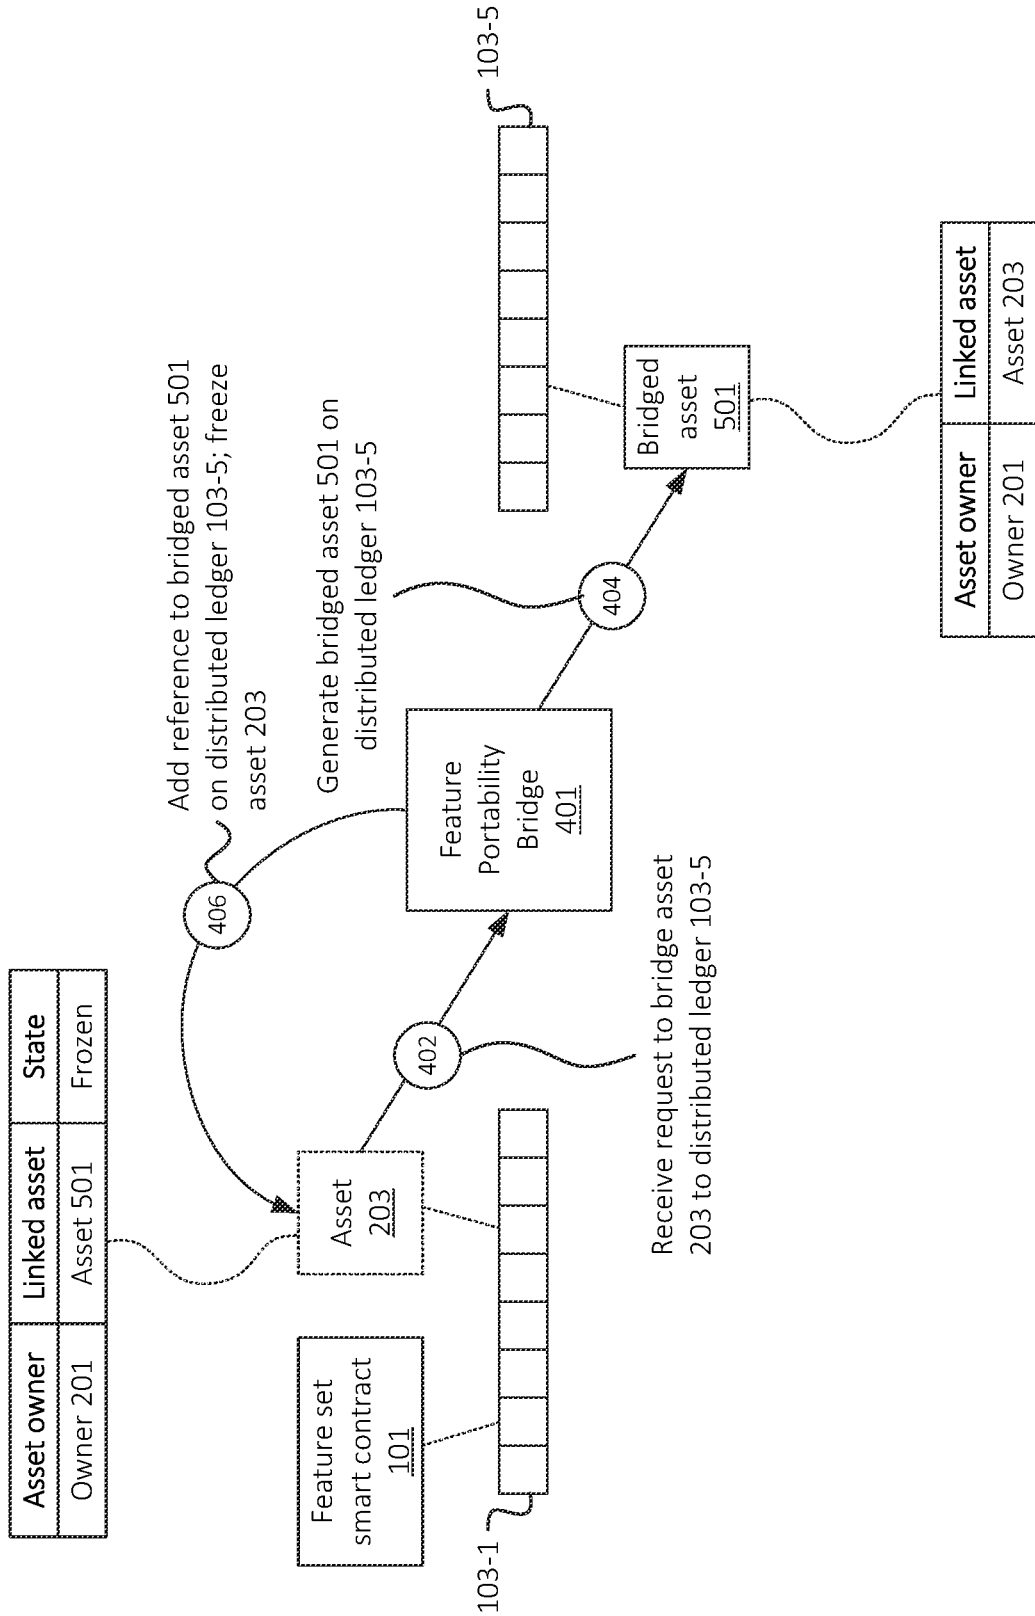 Asset owner Linked asset State
Owner 201 Asset 501 Frozen
406
Add reference to bridged asset 501
on distributed ledger 103-5; freeze
asset 203
Feature set
smart contract
101
Asset
203
Generate bridged asset 501 on
distributed ledger 103-5
402
Feature
Portability
Bridge
401
103-1
103-5
404
Receive request to bridge asset
203 to distributed ledger 103-5
Bridged
asset
501
Asset owner Linked asset
Owner 201 Asset 203